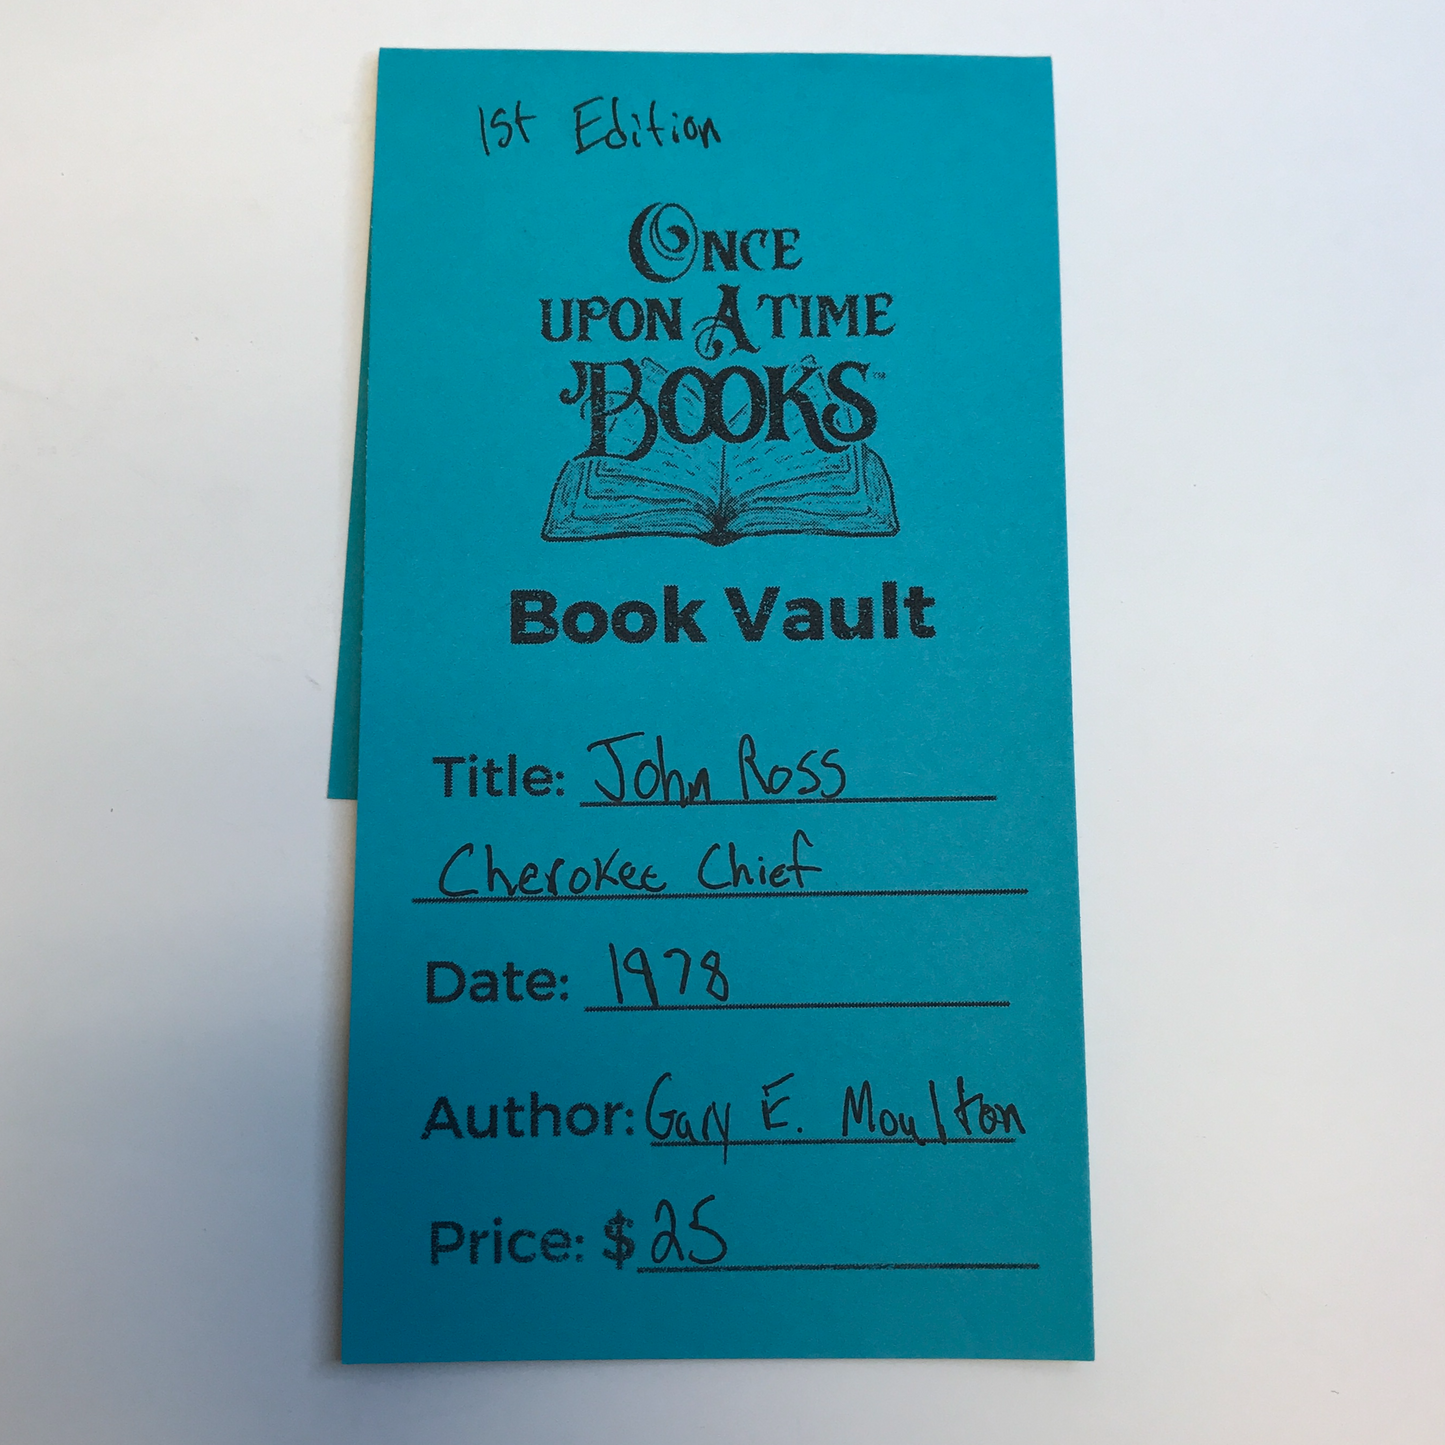 1st Edition
ONCE
UPON A TIME
BOOKS™
Book Vault
Title: John Ross
Cherokee Chief
Date: 1978
Author: Gary E. Moulton
Price: $25